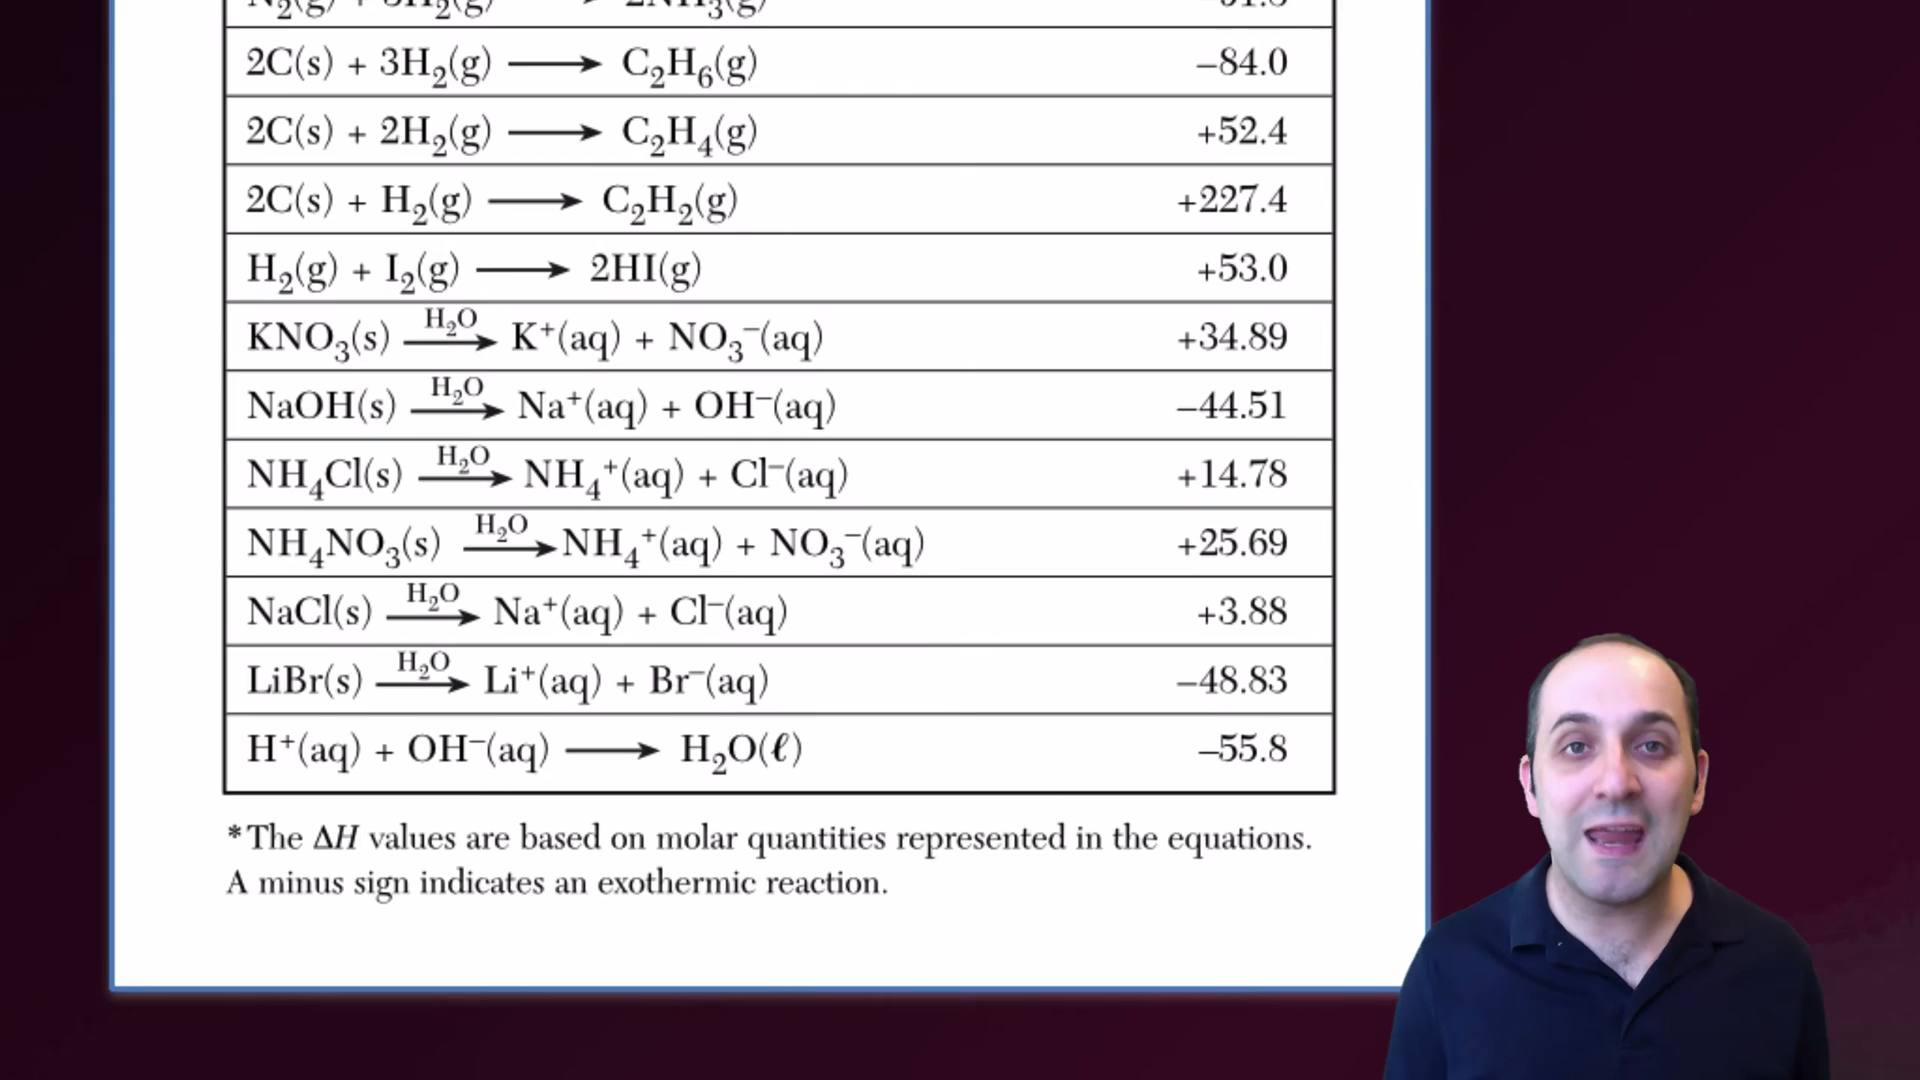 N₂(g) + 3H₂(g) ⟶ 2NH₃(g)
2C(s) + 3H₂(g) ⟶ C₂H₆(g) –84.0
2C(s) + 2H₂(g) ⟶ C₂H₄(g) +52.4
2C(s) + H₂(g) ⟶ C₂H₂(g) +227.4
H₂(g) + I₂(g) ⟶ 2HI(g) +53.0
KNO₃(s) H₂O⟶ K⁺(aq) + NO₃⁻(aq) +34.89
NaOH(s) H₂O⟶ Na⁺(aq) + OH⁻(aq) –44.51
NH₄Cl(s) H₂O⟶ NH₄⁺(aq) + Cl⁻(aq) +14.78
NH₄NO₃(s) H₂O⟶ NH₄⁺(aq) + NO₃⁻(aq) +25.69
NaCl(s) H₂O⟶ Na⁺(aq) + Cl⁻(aq) +3.88
LiBr(s) H₂O⟶ Li⁺(aq) + Br⁻(aq) –48.83
H⁺(aq) + OH⁻(aq) ⟶ H₂O(ℓ) –55.8
*The ΔH values are based on molar quantities represented in the equations.
A minus sign indicates an exothermic reaction.